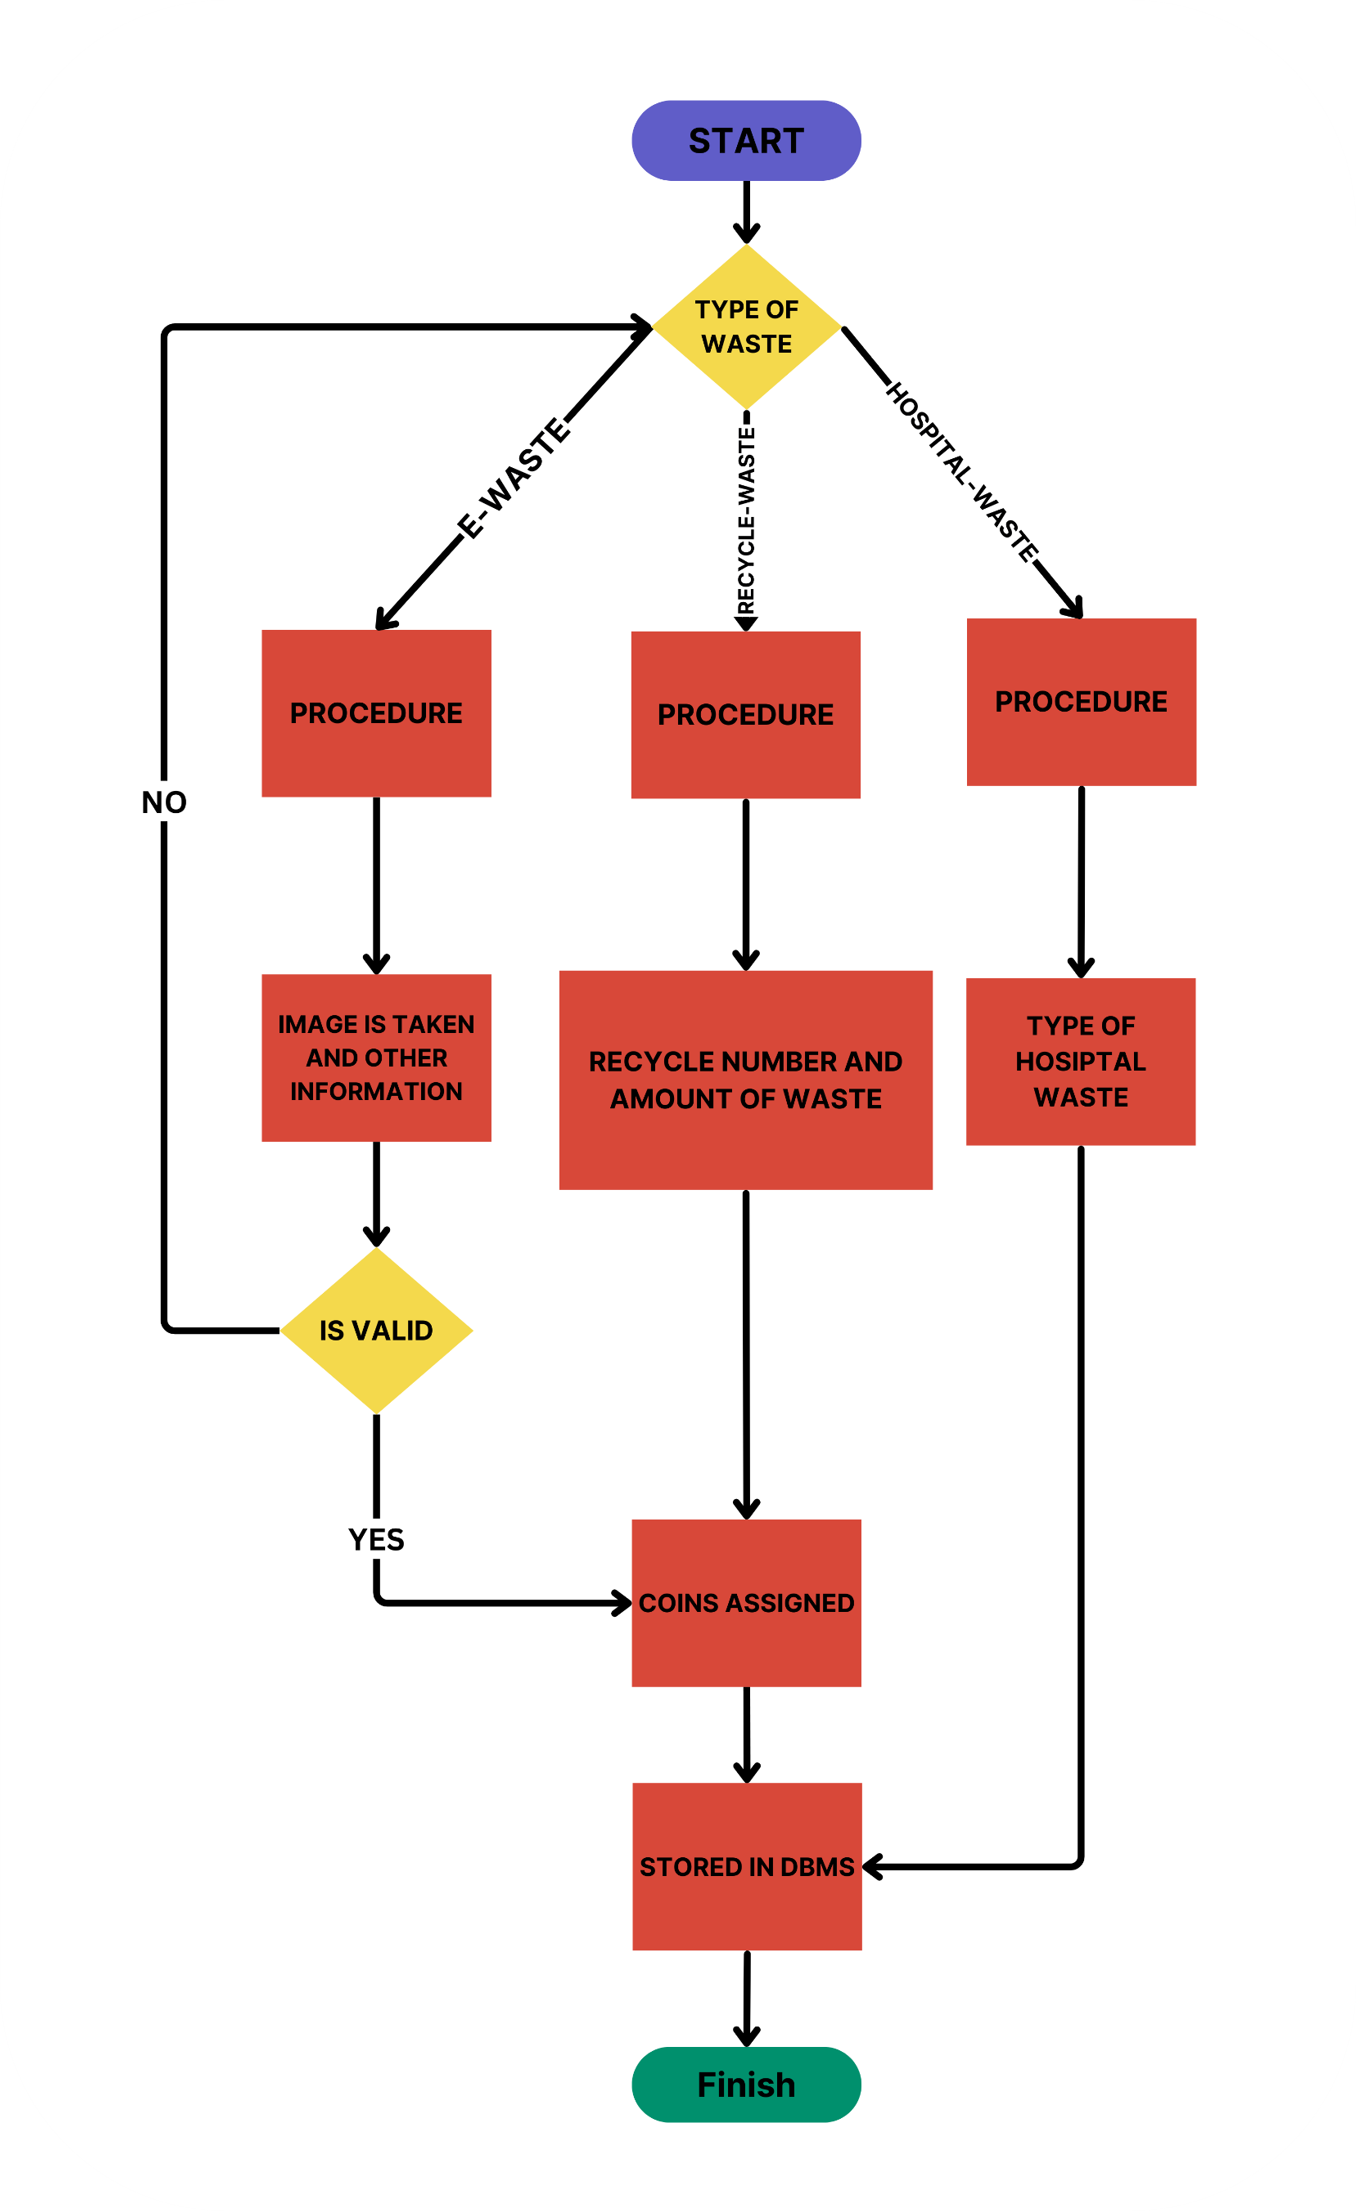 START
TYPE OF
WASTE
E-WASTE
RECYCLE-WASTE
HOSPITAL-WASTE
PROCEDURE
PROCEDURE
PROCEDURE
NO
IMAGE IS TAKEN
AND OTHER
INFORMATION
RECYCLE NUMBER AND
AMOUNT OF WASTE
TYPE OF
HOSIPTAL
WASTE
IS VALID
YES
COINS ASSIGNED
STORED IN DBMS
Finish